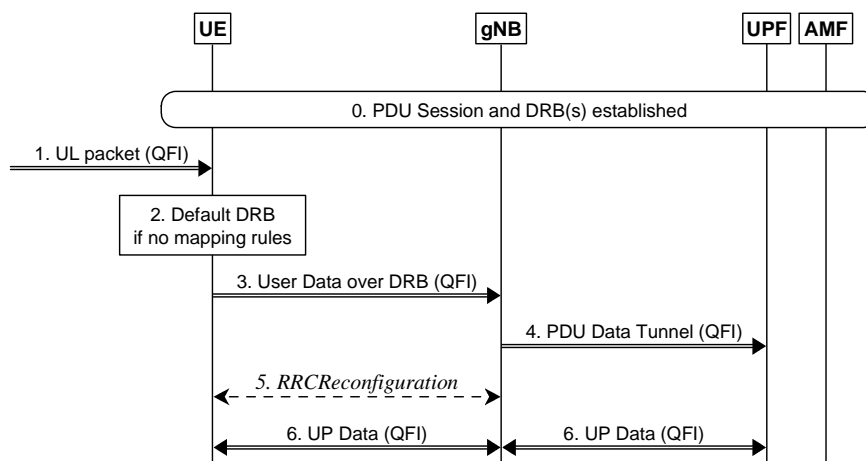 UE
gNB
UPF
AMF
0. PDU Session and DRB(s) established
1. UL packet (QFI)
2. Default DRB
if no mapping rules
3. User Data over DRB (QFI)
4. PDU Data Tunnel (QFI)
5. RRCReconfiguration
6. UP Data (QFI)
6. UP Data (QFI)